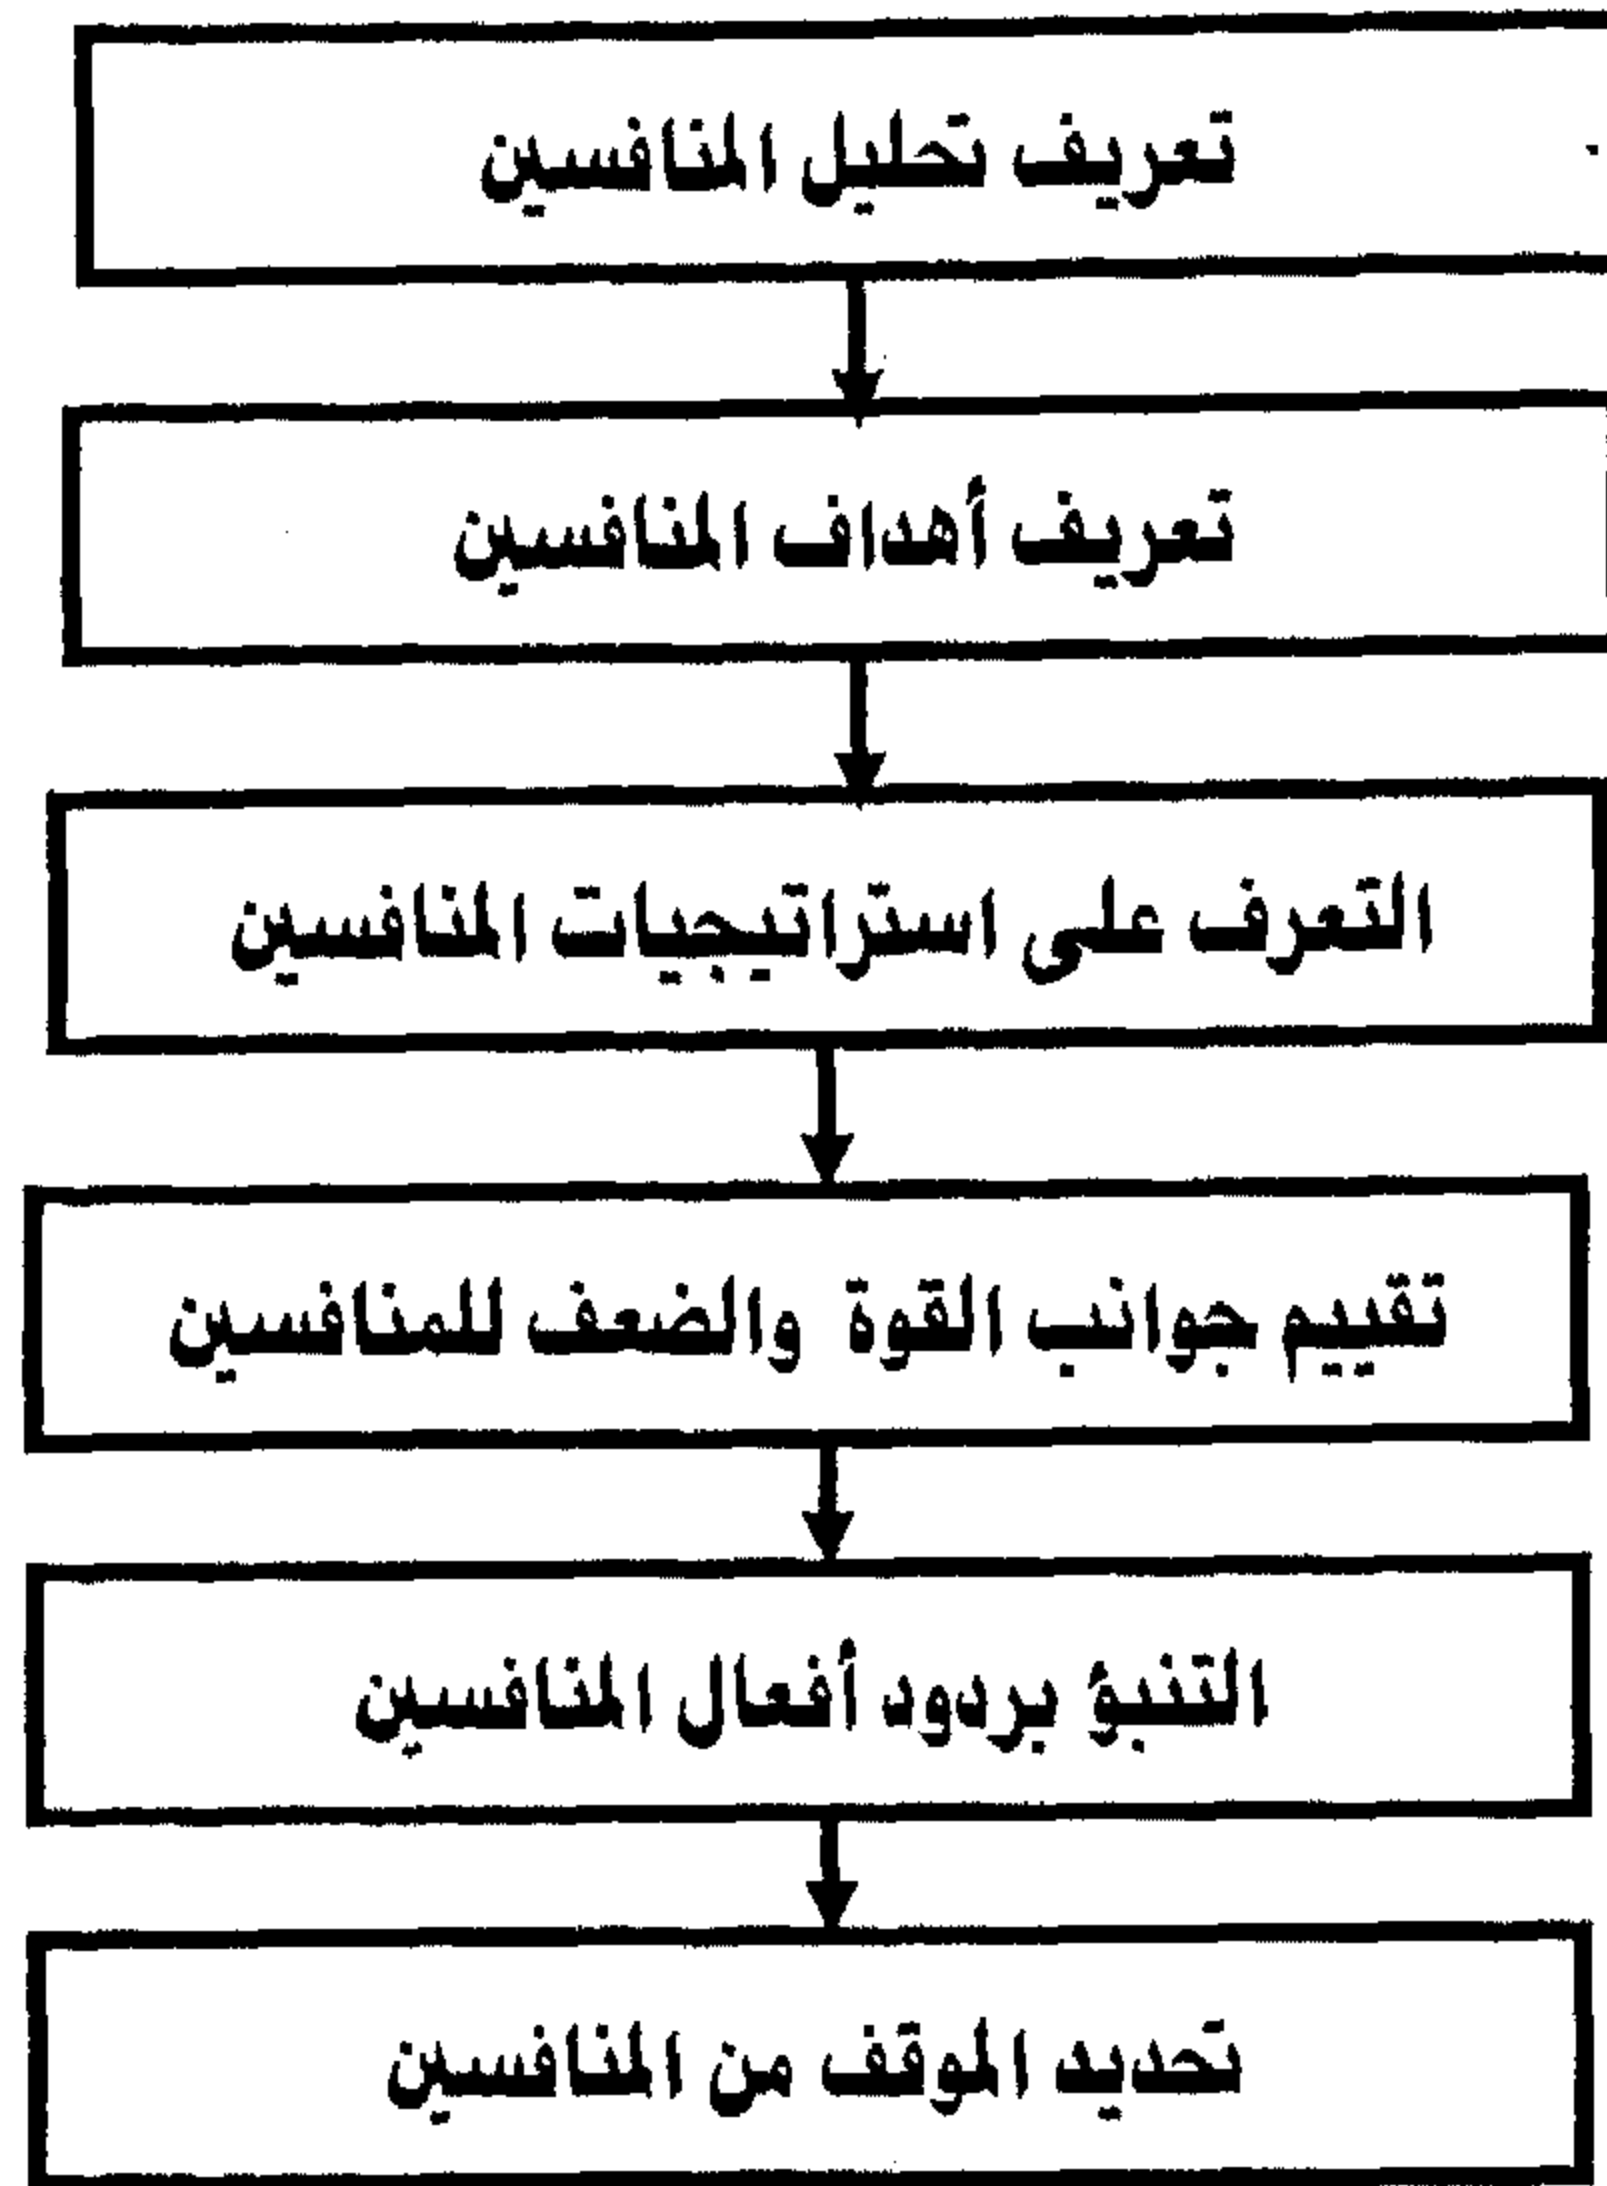 تعريف تحليل المنافسين
تعريف أهداف المنافسين
التعرف على استراتيجيات المنافسين
تقييم جوانب القوة والضعف للمنافسين
التنبؤ بردود أفعال المنافسين
تحديد الموقف من المنافسين